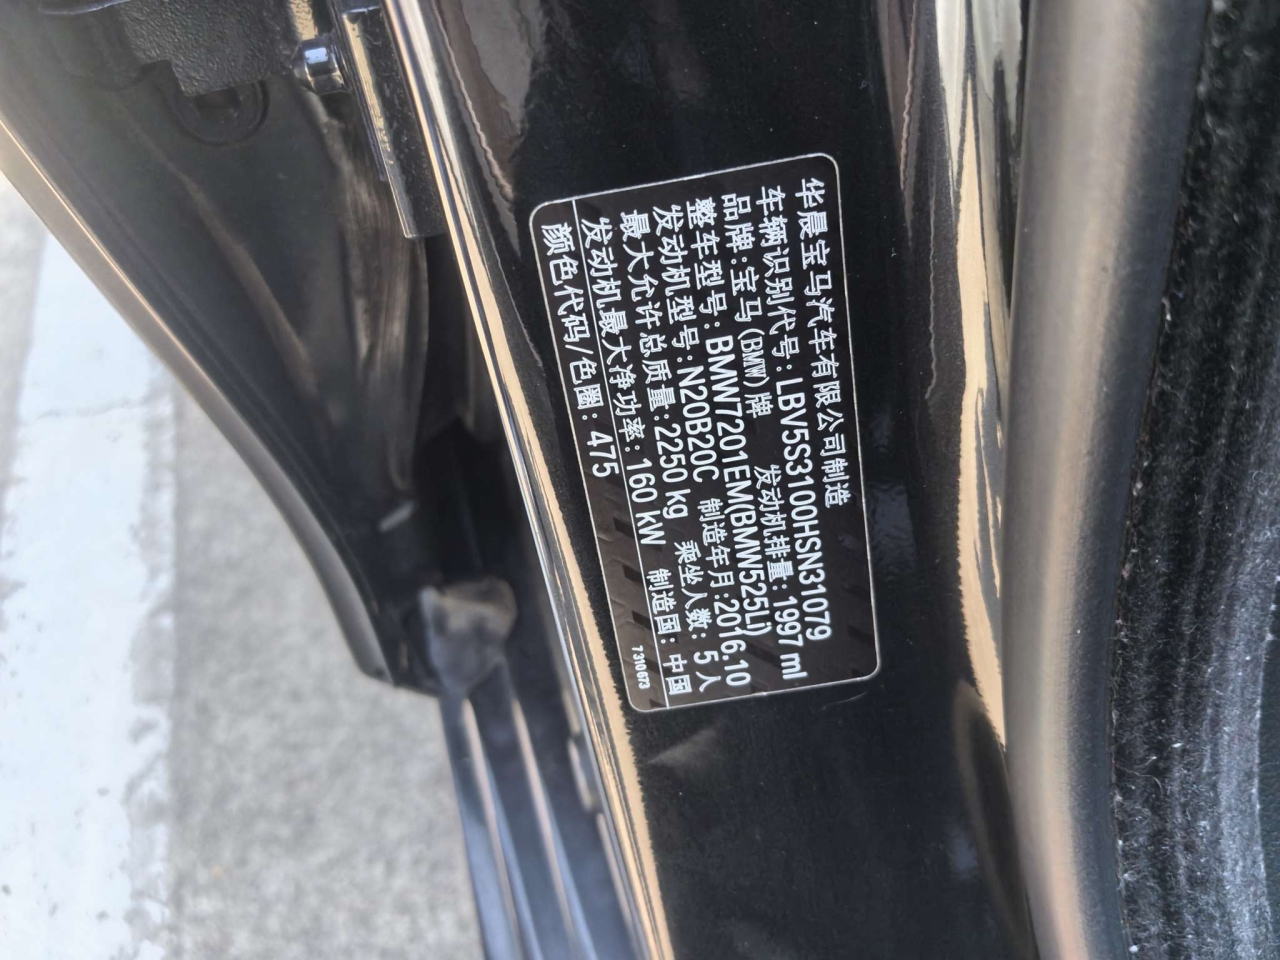 华晨宝马汽车有限公司制造
车辆识别代号:LBV5S3100HSN31079
品牌:宝马(BMW)牌 发动机排量:1997 ml
整车型号:BMW7201EM(BMW525Li)
发动机型号:N20B20C 制造年月:2016.10
最大允许总质量:2250 kg 乘坐人数:5人
发动机最大净功率:160 kW 制造国:中国
颜色代码/色圈:475 7310673